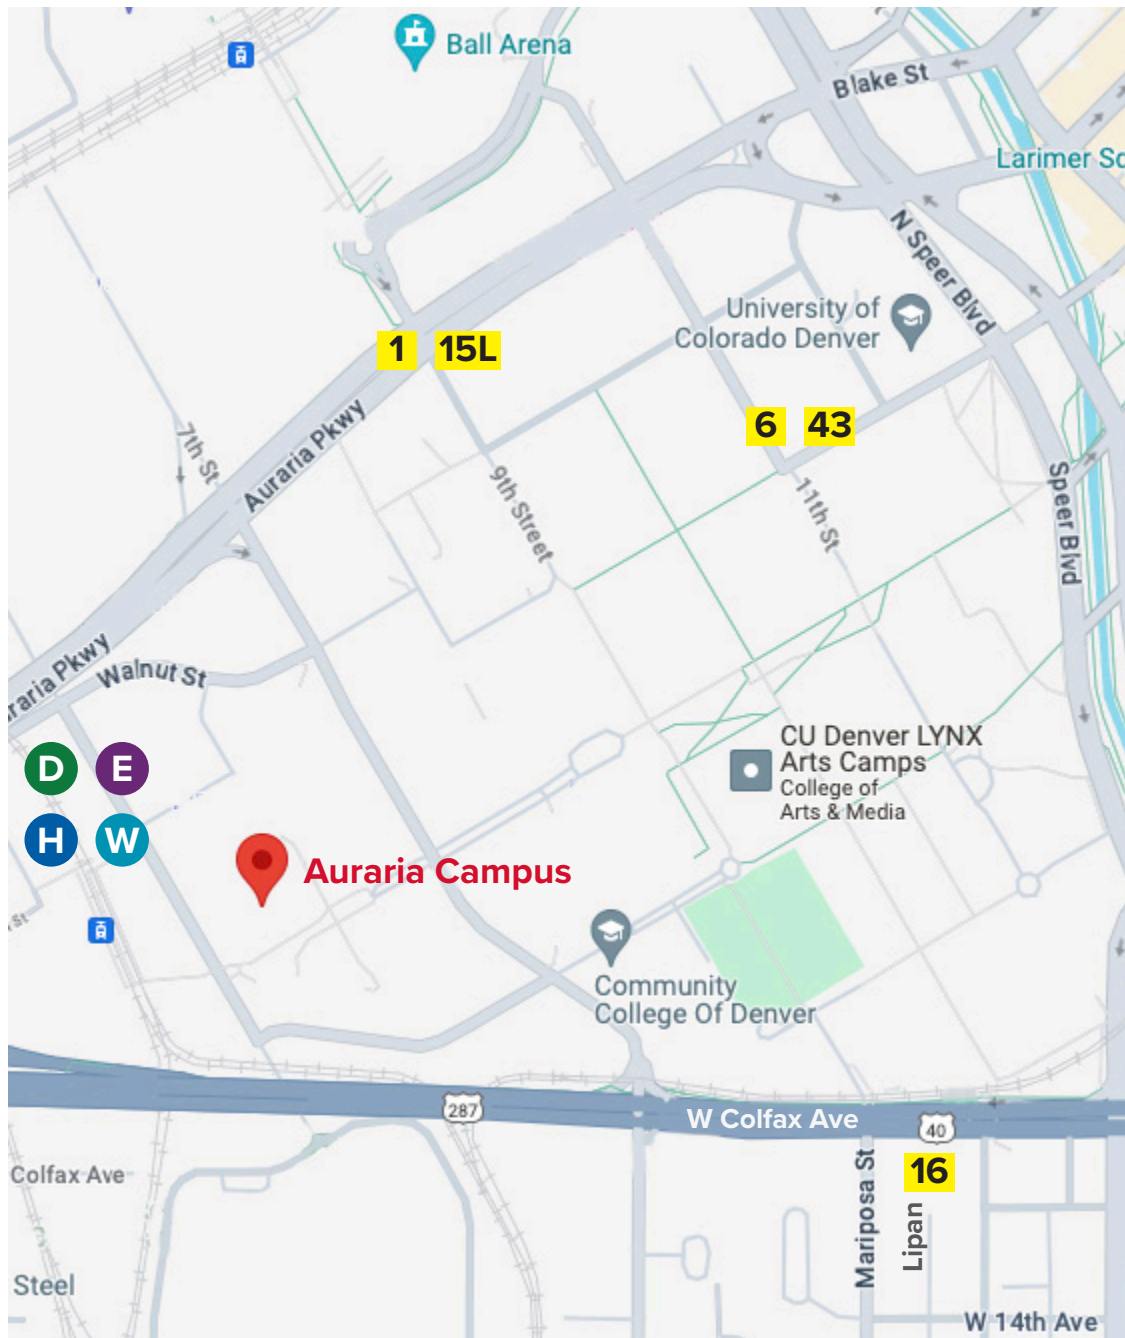 Ball Arena
Blake St
Larimer Sq
N Speer Blvd
University of
Colorado Denver
1
15L
6
43
7th St
Auraria Pkwy
9th Street
11th St
Speer Blvd
raria Pkwy
Walnut St
D
E
H
W
CU Denver LYNX
Arts Camps
College of
Arts & Media
Auraria Campus
St
Community
College Of Denver
287
W Colfax Ave
40
Colfax Ave
Mariposa St
16
Lipan
Steel
W 14th Ave